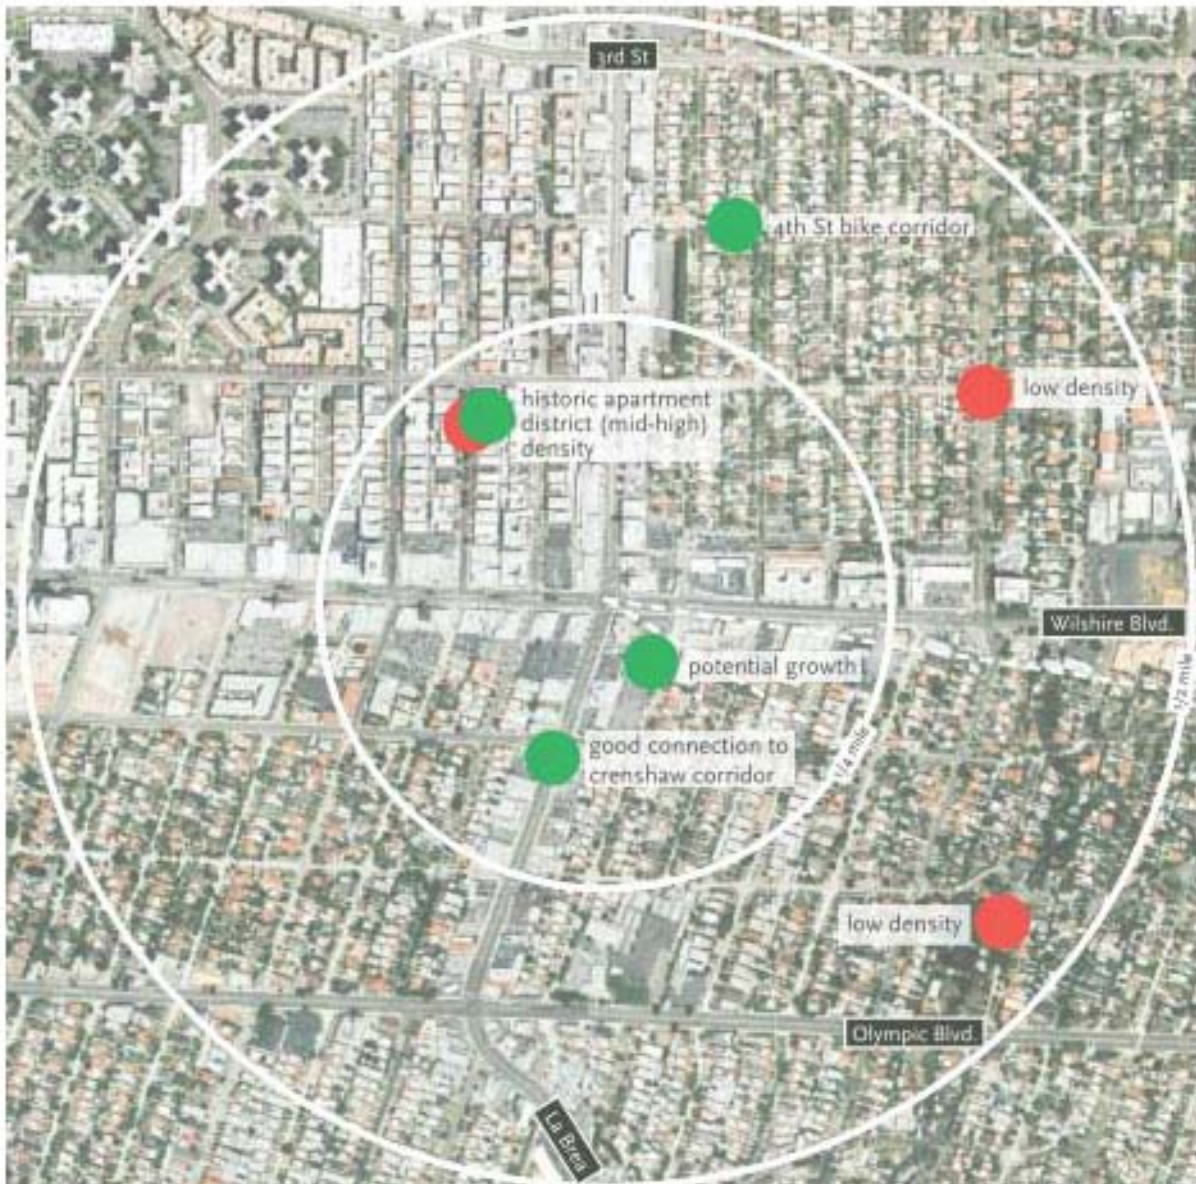 3rd St
4th St bike corridor
low density
historic apartment
district (mid-high)
density
Wilshire Blvd.
potential growth
1/2 mile
good connection to
crenshaw corridor
1/4 mile
low density
Olympic Blvd.
La Brea